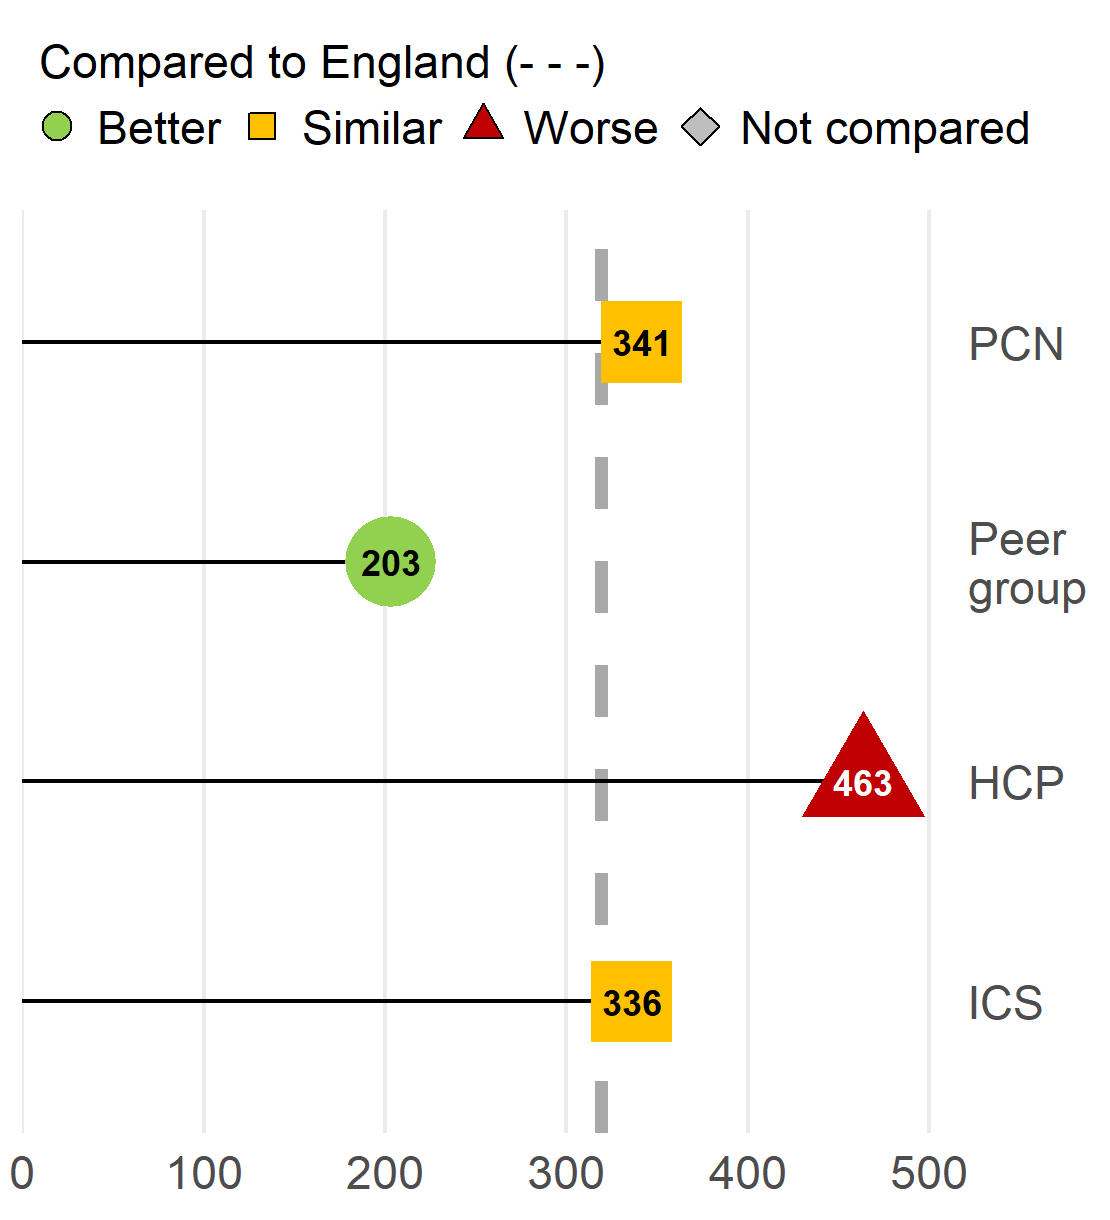 Compared to England (- - -)
Better Similar Worse Not compared
341 PCN
Peer
203
group
463 HCP
336 ICS
0 100 200 300 400 500